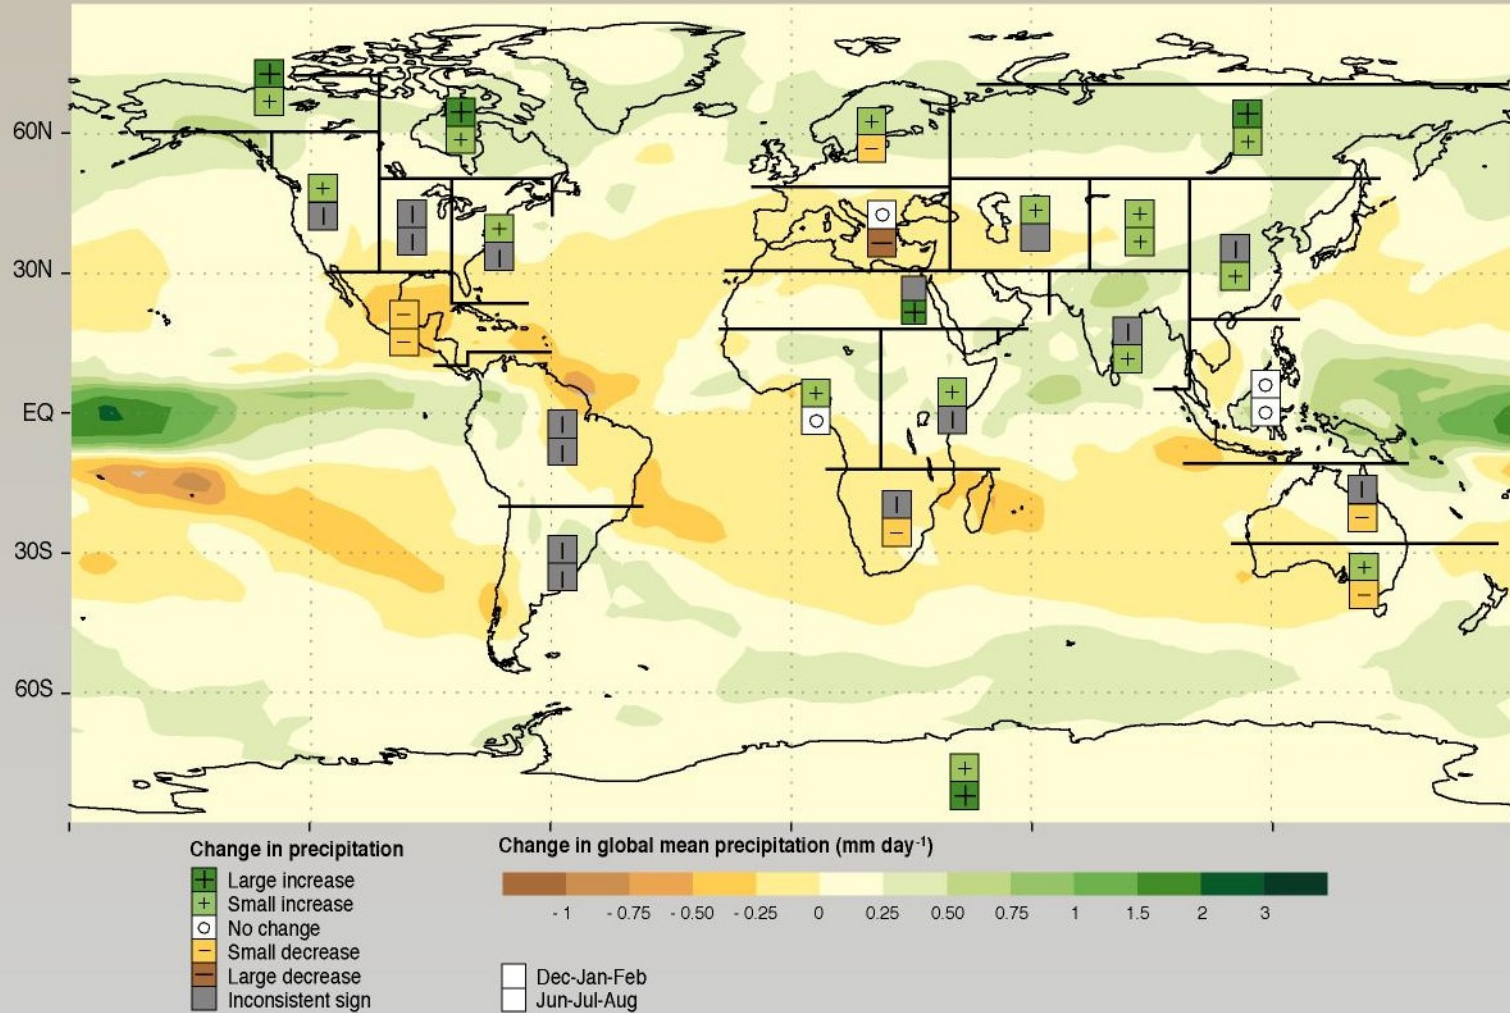 60N
30N
EQ
30S
60S
Change in precipitation
Large increase
Small increase
No change
Small decrease
Large decrease
Inconsistent sign
Change in global mean precipitation (mm day-1)
- 1 - 0.75 - 0.50 - 0.25 0 0.25 0.50 0.75 1 1.5 2 3
Dec-Jan-Feb
Jun-Jul-Aug